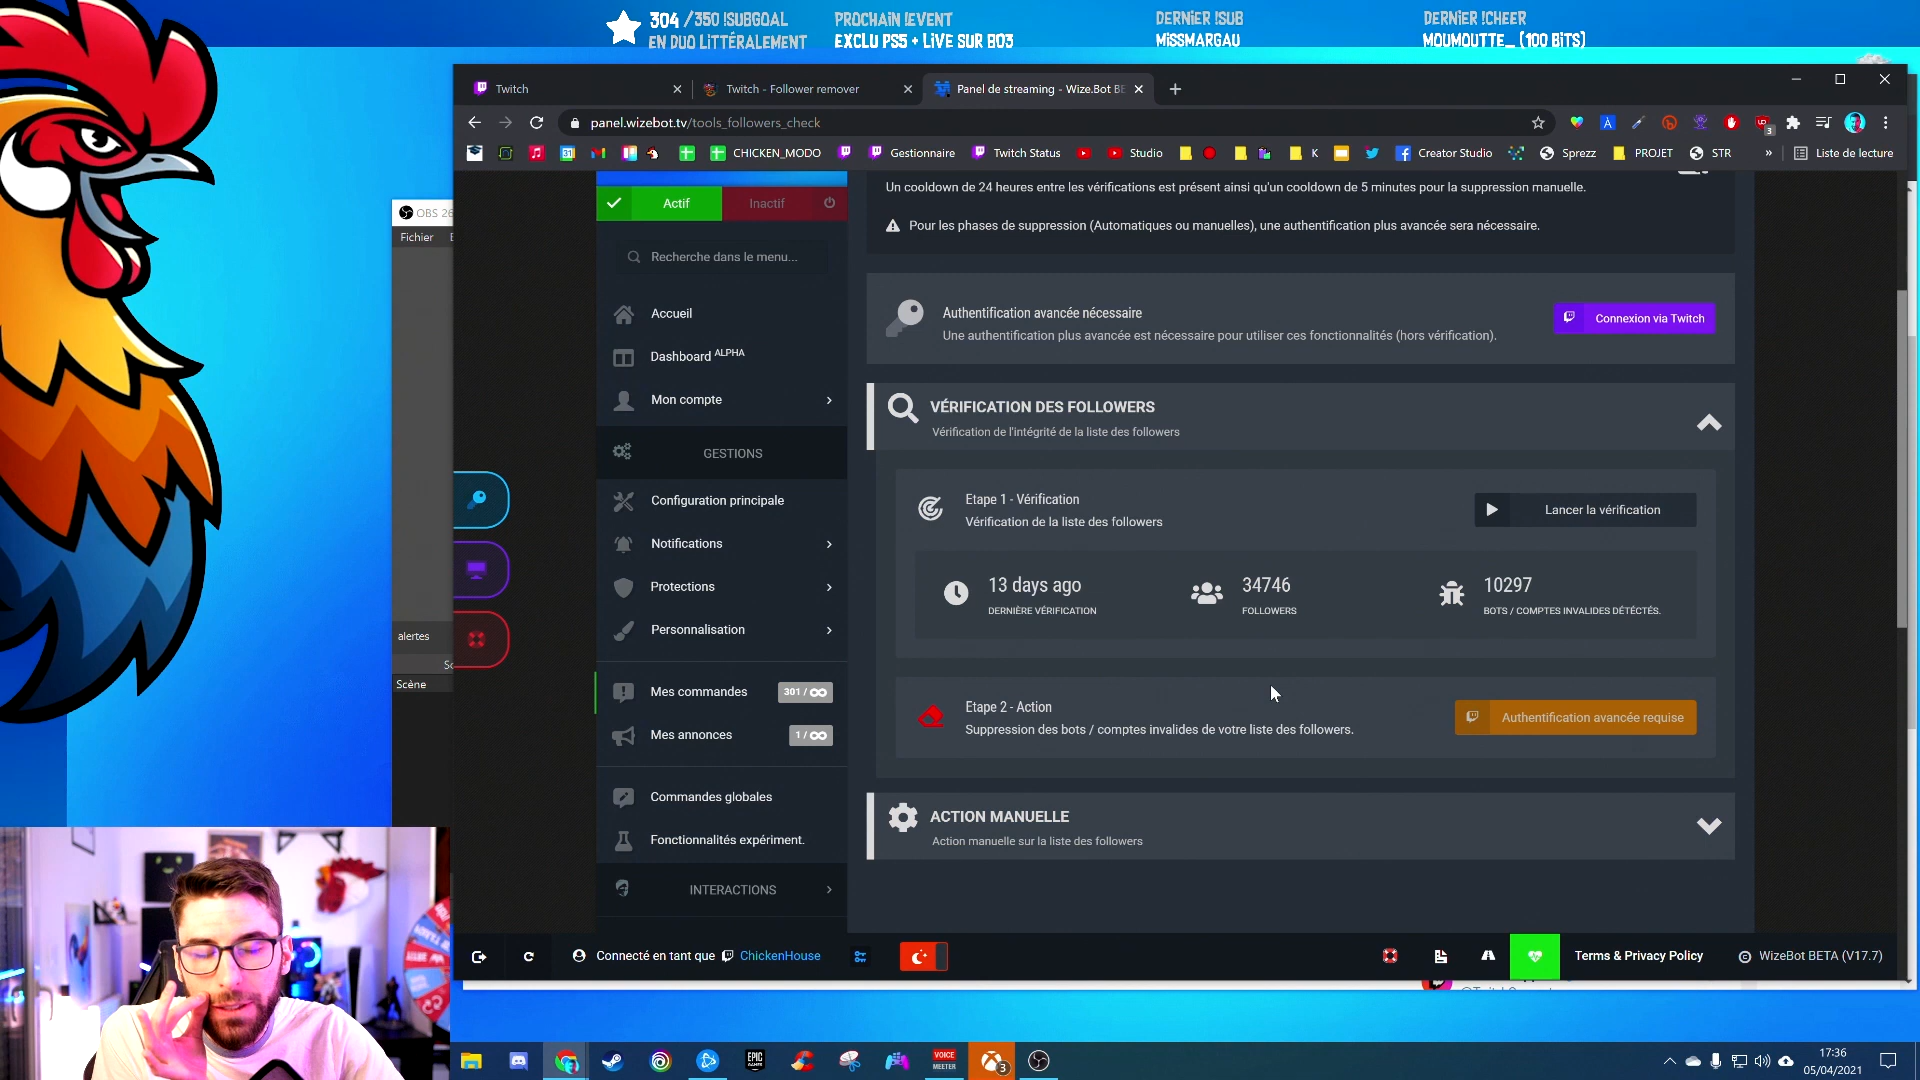 304 /350 !SUBGOAL
EN DUO LITTÉRALEMENT
PROCHAIN !EVENT
EXCLU PS5 + LIVE SUR BO3
DERNIER !SUB
MISSMARGAU
DERNIER !CHEER
MOUMOUTTE_ (100 BITS)
Twitch
Twitch - Follower remover
Panel de streaming - Wize.Bot BE
panel.wizebot.tv/tools_followers_check
CHICKEN_MODO
Gestionnaire
Twitch Status
Studio
K
Creator Studio
Sprezz
PROJET
STR
»
Liste de lecture
OBS 26
Fichier
alertes
Scène
Actif
Inactif
Recherche dans le menu...
Accueil
Dashboard ALPHA
Mon compte
GESTIONS
Configuration principale
Notifications
Protections
Personnalisation
Mes commandes
301 / ∞
Mes annonces
1 / ∞
Commandes globales
Fonctionnalités expériment.
INTERACTIONS
Un cooldown de 24 heures entre les vérifications est présent ainsi qu'un cooldown de 5 minutes pour la suppression manuelle.
Pour les phases de suppression (Automatiques ou manuelles), une authentification plus avancée sera nécessaire.
Authentification avancée nécessaire
Une authentification plus avancée est nécessaire pour utiliser ces fonctionnalités (hors vérification).
Connexion via Twitch
VÉRIFICATION DES FOLLOWERS
Vérification de l'intégrité de la liste des followers
Etape 1 - Vérification
Vérification de la liste des followers
Lancer la vérification
13 days ago
DERNIÈRE VÉRIFICATION
34746
FOLLOWERS
10297
BOTS / COMPTES INVALIDES DÉTÉCTÉS.
Etape 2 - Action
Suppression des bots / comptes invalides de votre liste des followers.
Authentification avancée requise
ACTION MANUELLE
Action manuelle sur la liste des followers
Connecté en tant que ChickenHouse
Terms & Privacy Policy
© WizeBot BETA (V17.7)
EPIC GAMES
VOICE MEETER
3
17:36
05/04/2021